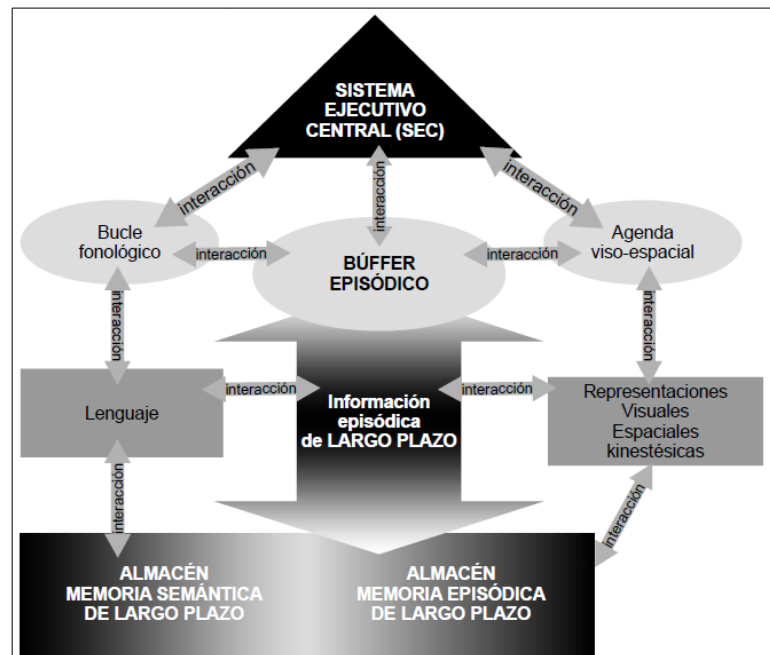 SISTEMA
EJECUTIVO
CENTRAL (SEC)
interacción
interacción
interacción
Bucle
fonológico
interacción
BÚFFER
EPISÓDICO
interacción
Agenda
viso-espacial
interacción
interacción
Lenguaje
interacción
Información
episódica
de LARGO PLAZO
interacción
Representaciones
Visuales
Espaciales
kinestésicas
interacción
interacción
ALMACÉN
MEMORIA SEMÁNTICA
DE LARGO PLAZO
ALMACÉN
MEMORIA EPISÓDICA
DE LARGO PLAZO